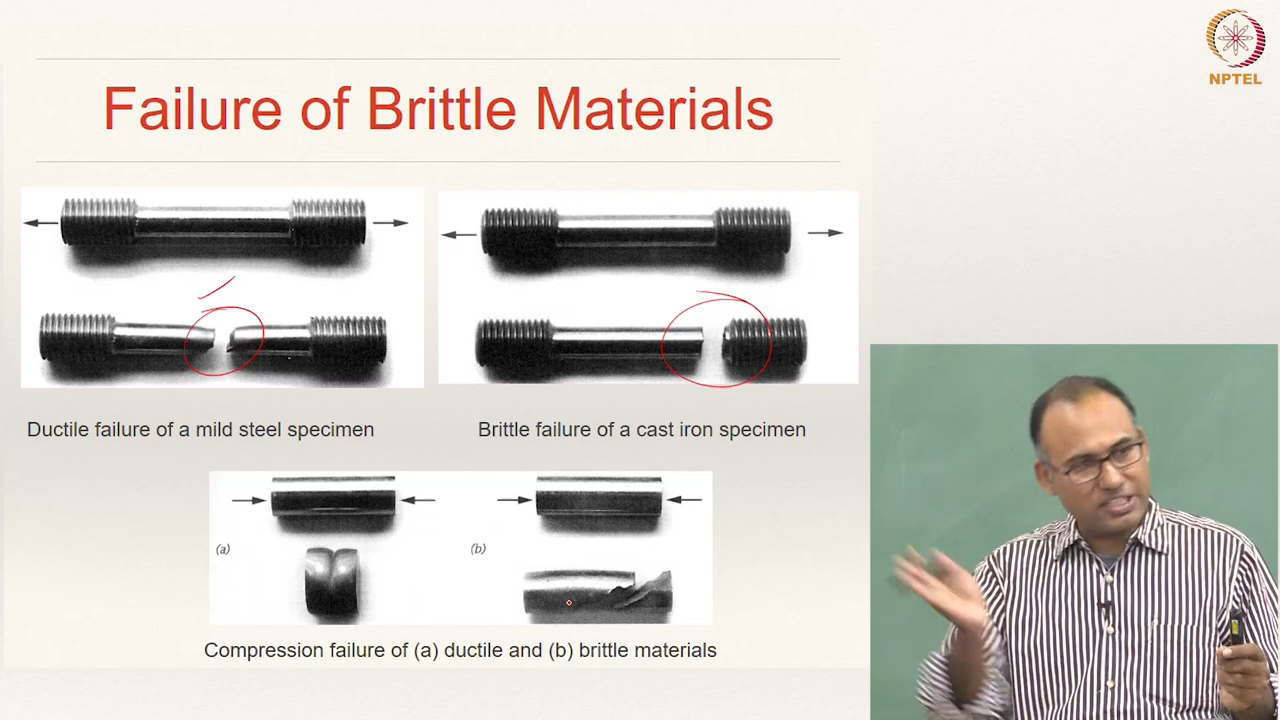 NPTEL
Failure of Brittle Materials
Ductile failure of a mild steel specimen
Brittle failure of a cast iron specimen
(a)
(b)
Compression failure of (a) ductile and (b) brittle materials